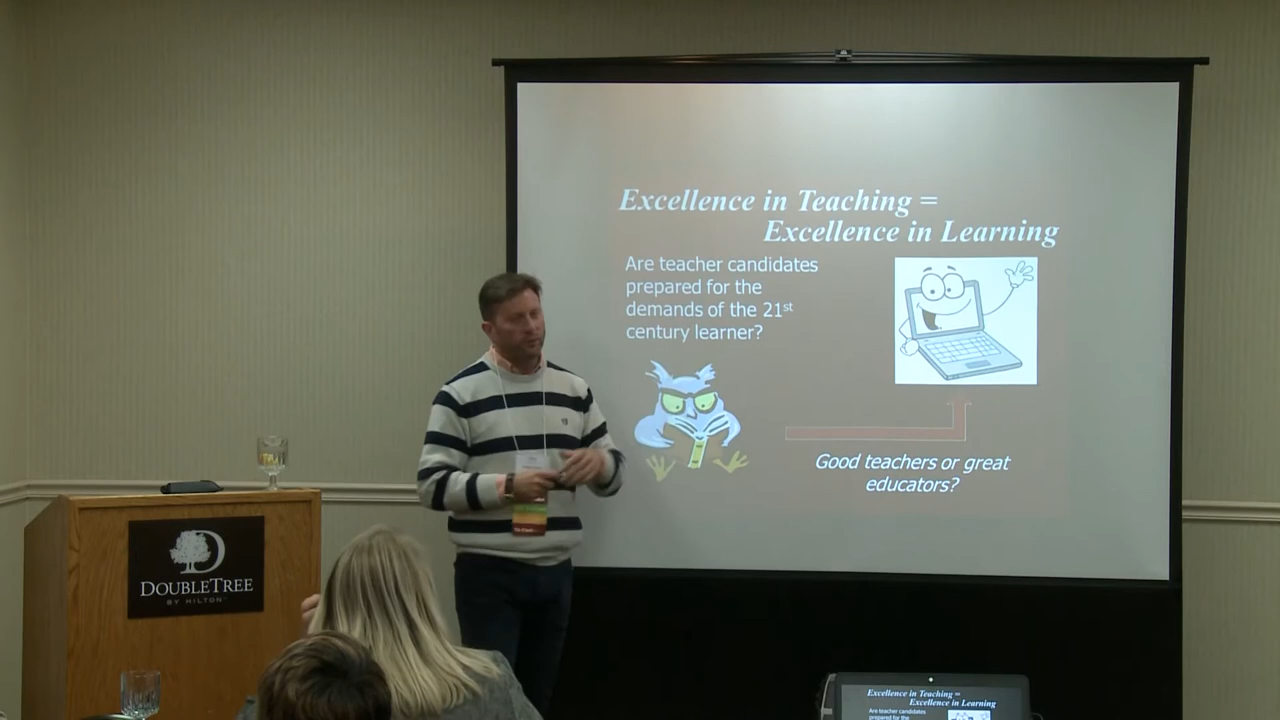 Excellence in Teaching =
Excellence in Learning
Are teacher candidates
prepared for the
demands of the 21st
century learner?
Good teachers or great
educators?
DOUBLETREE
BY HILTON™
Excellence in Teaching =
Excellence in Learning
Are teacher candidates
prepared for the